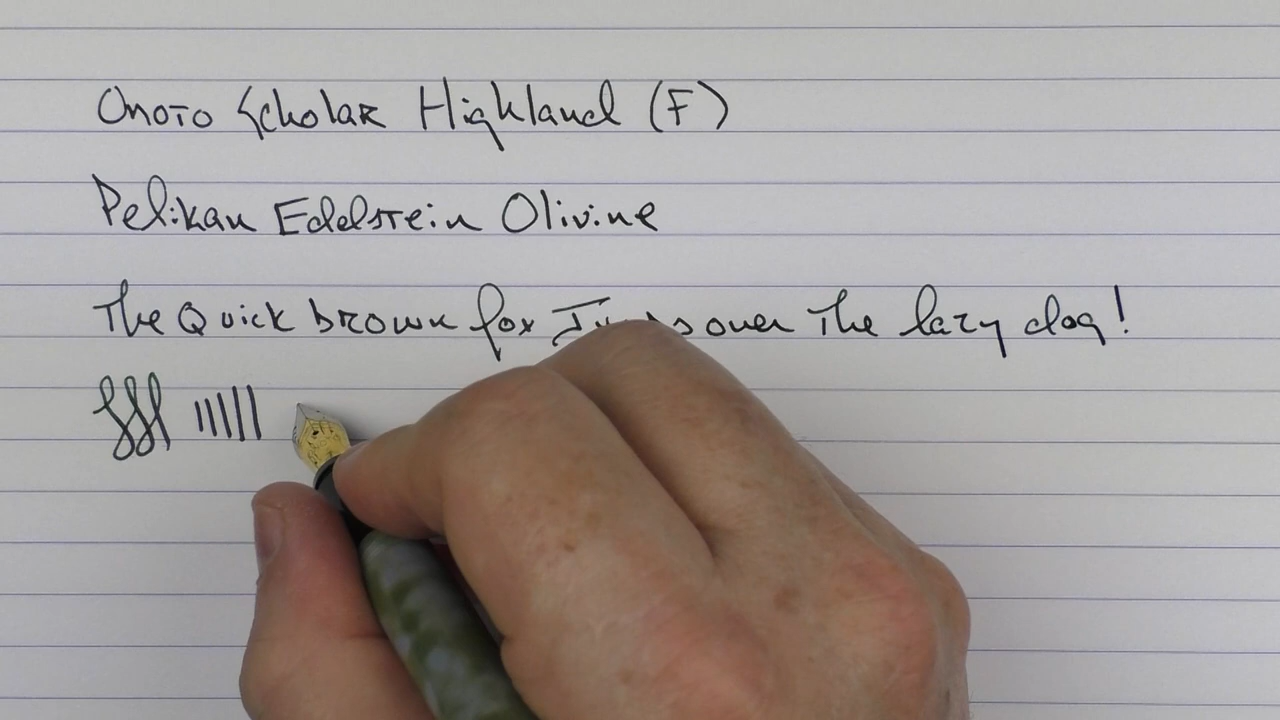 Onoto Scholar Highland (F)
Pelikan Edelstein Olivine
The Quick brown fox over The lazy dog!